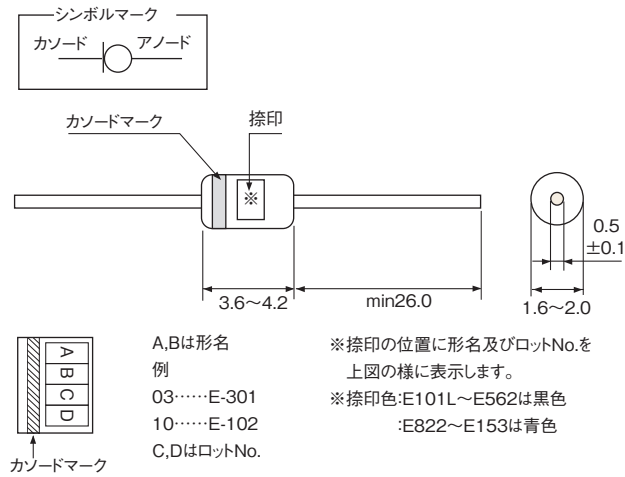 シンボルマーク
カソード
アノード
カソードマーク
捺印
※
0.5
±0.1
3.6～4.2
min26.0
1.6～2.0
A
B
C
D
カソードマーク
A,Bは形名
例
03……E-301
10……E-102
C,DはロットNo.
※捺印の位置に形名及びロットNo.を
上図の様に表示します。
※捺印色:E101L～E562は黒色
:E822～E153は青色